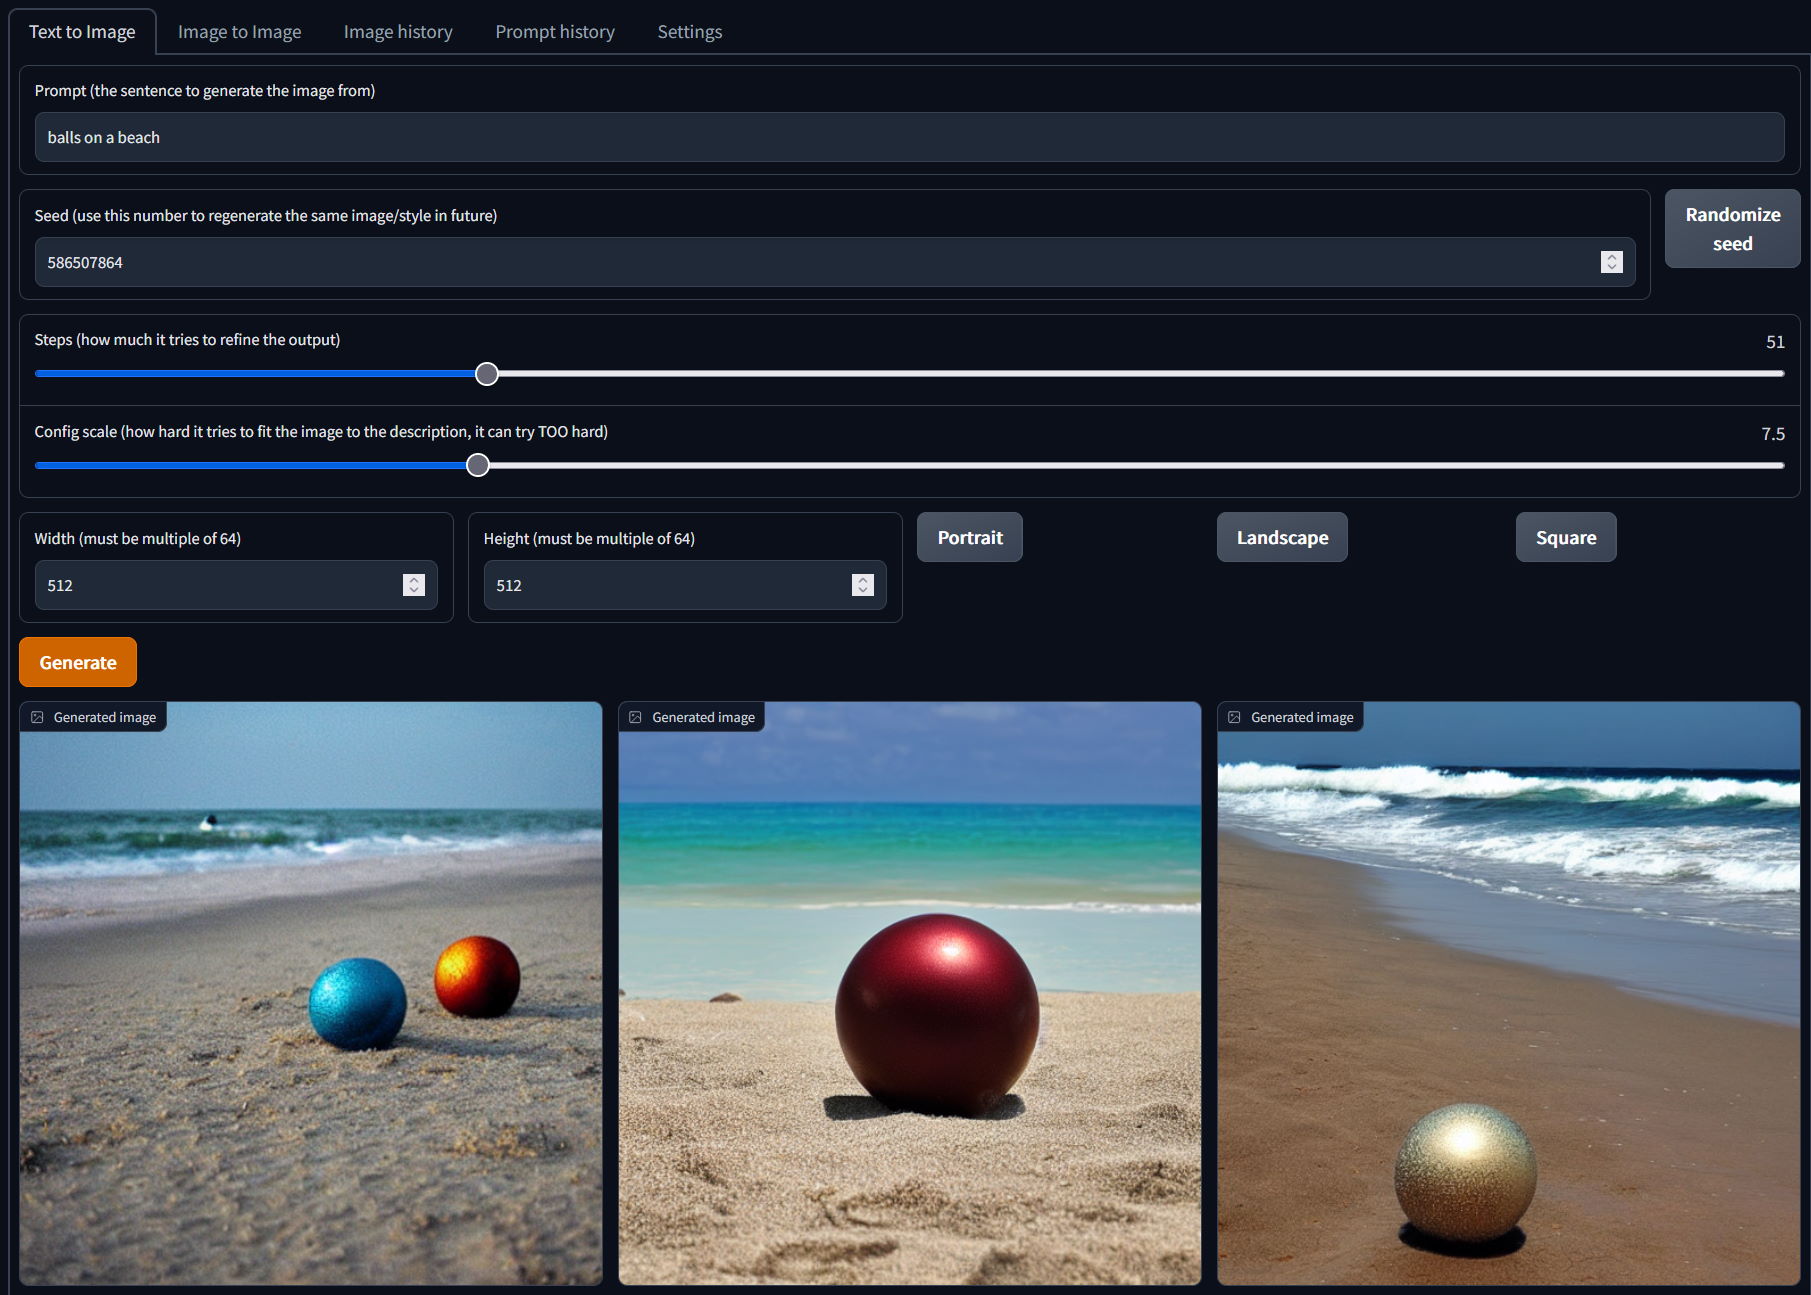 Text to Image
Image to Image
Image history
Prompt history
Settings
Prompt (the sentence to generate the image from)
balls on a beach
Seed (use this number to regenerate the same image/style in future)
586507864
Randomize
seed
Steps (how much it tries to refine the output)
51
Config scale (how hard it tries to fit the image to the description, it can try TOO hard)
7.5
Width (must be multiple of 64)
512
Height (must be multiple of 64)
512
Portrait
Landscape
Square
Generate
Generated image
Generated image
Generated image